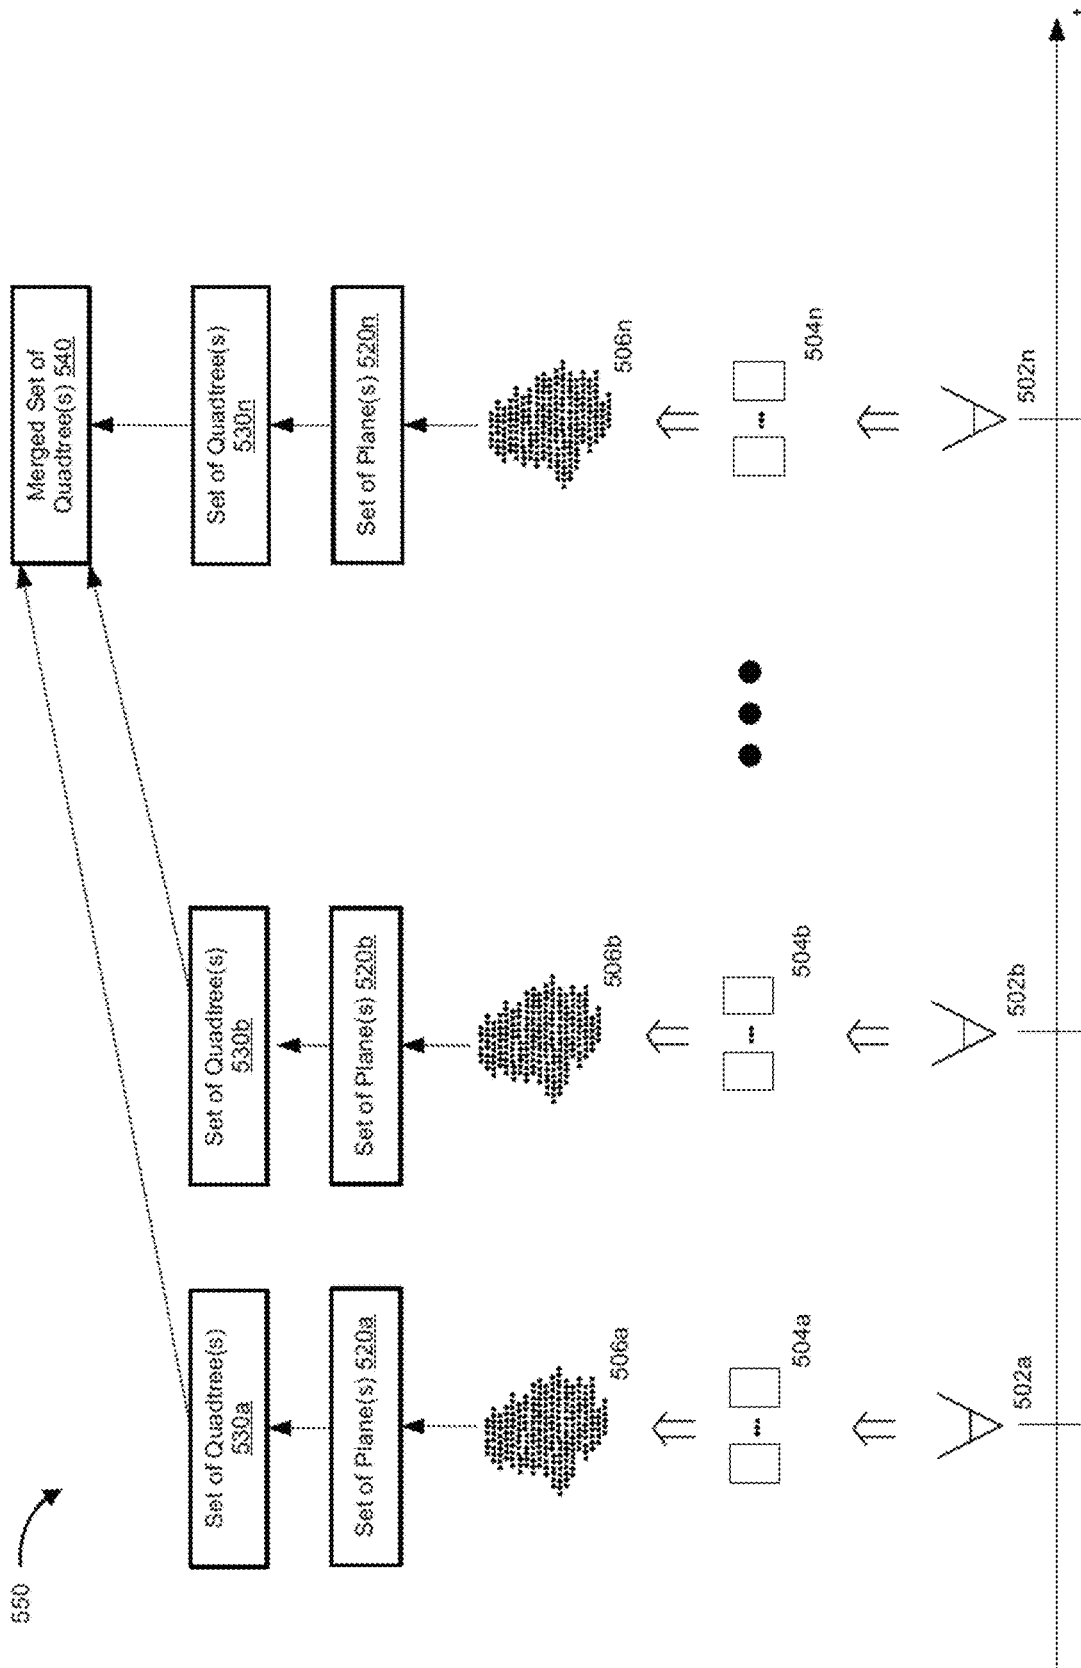 550
Merged Set of
Quadtree(s) 540
Set of Quadtree(s)
530a
Set of Quadtree(s)
530b
Set of Quadtree(s)
530n
Set of Plane(s) 520a
Set of Plane(s) 520b
Set of Plane(s) 520n
506a
506b
506n
504a
504b
504n
502a
502b
502n